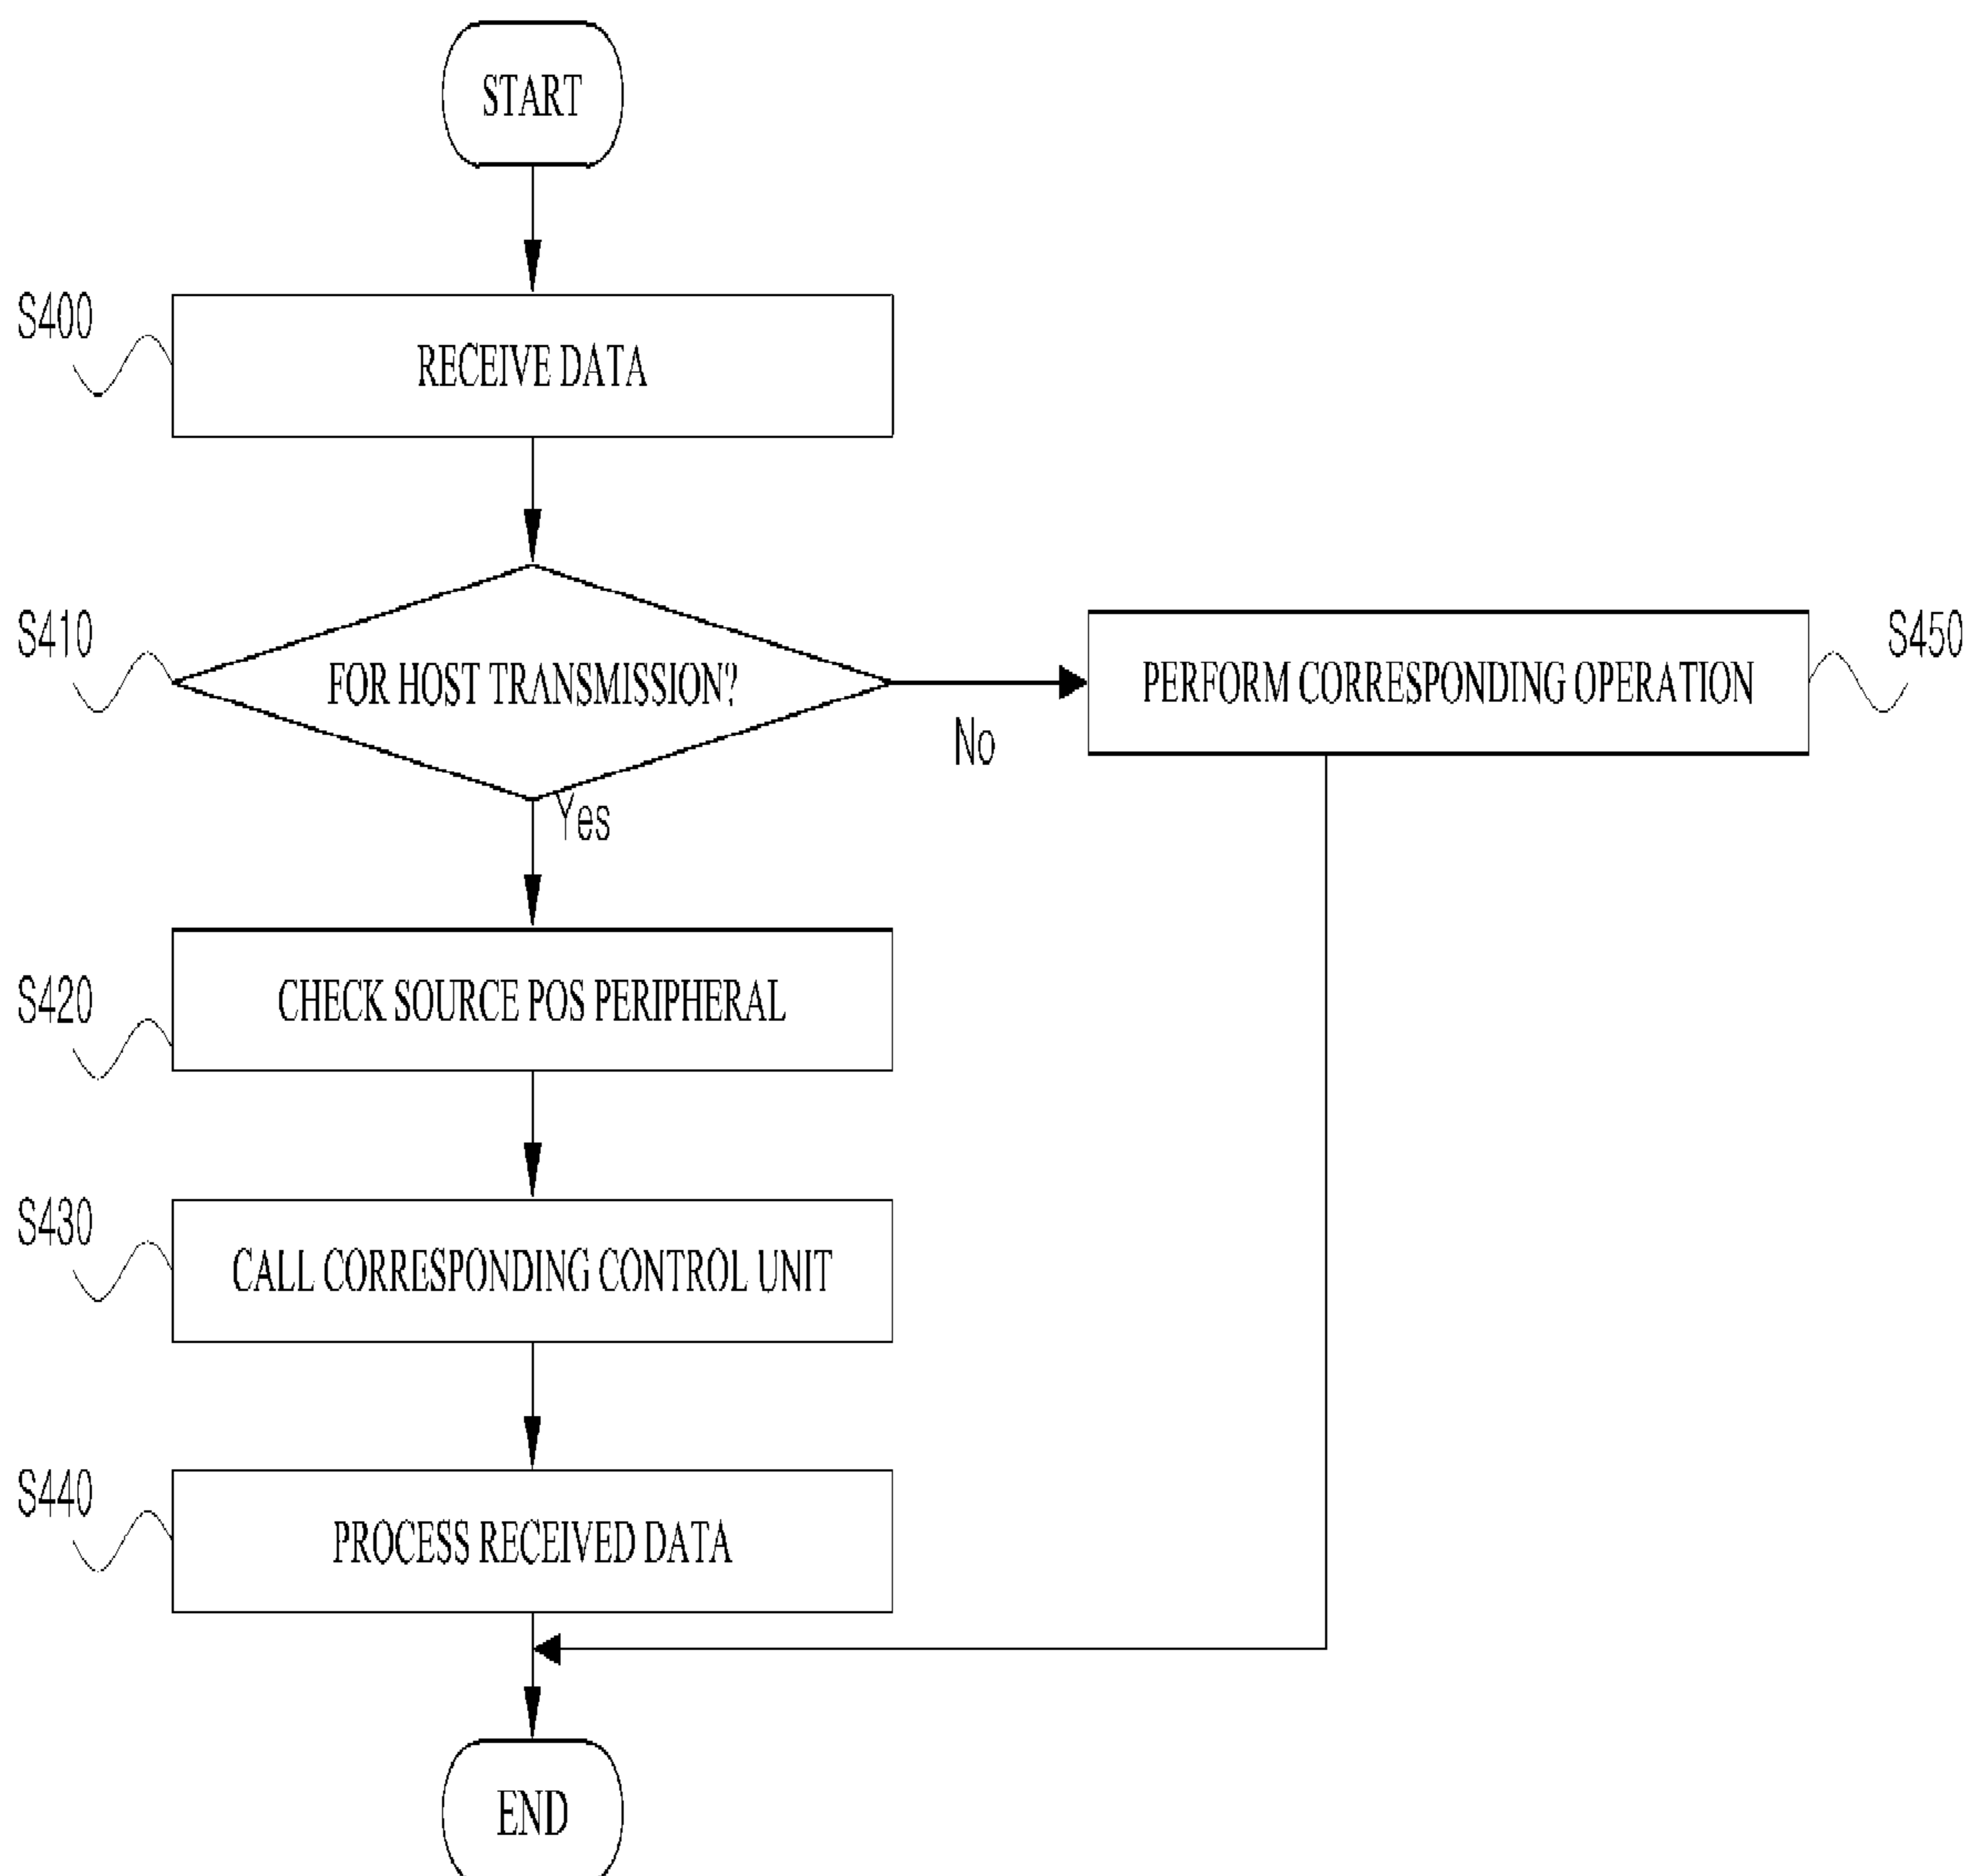 START
S400
RECEIVE DATA
S410
FOR HOST TRANSMISSION?
No
PERFORM CORRESPONDING OPERATION
S450
Yes
S420
CHECK SOURCE POS PERIPHERAL
S430
CALL CORRESPONDING CONTROL UNIT
S440
PROCESS RECEIVED DATA
END